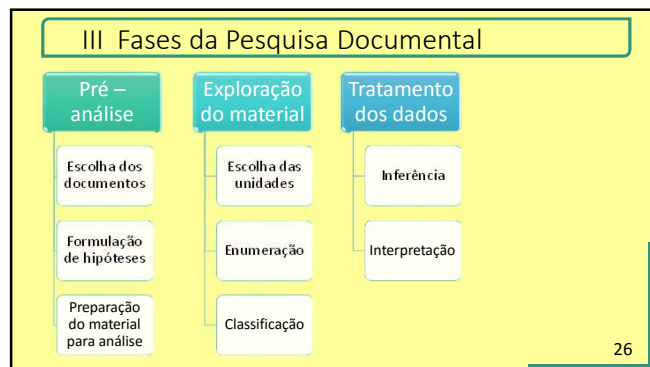 III Fases da Pesquisa Documental
Pré –
análise
Escolha dos
documentos
Formulação
de hipóteses
Preparação
do material
para análise
Exploração
do material
Escolha das
unidades
Enumeração
Classificação
Tratamento
dos dados
Inferência
Interpretação
26